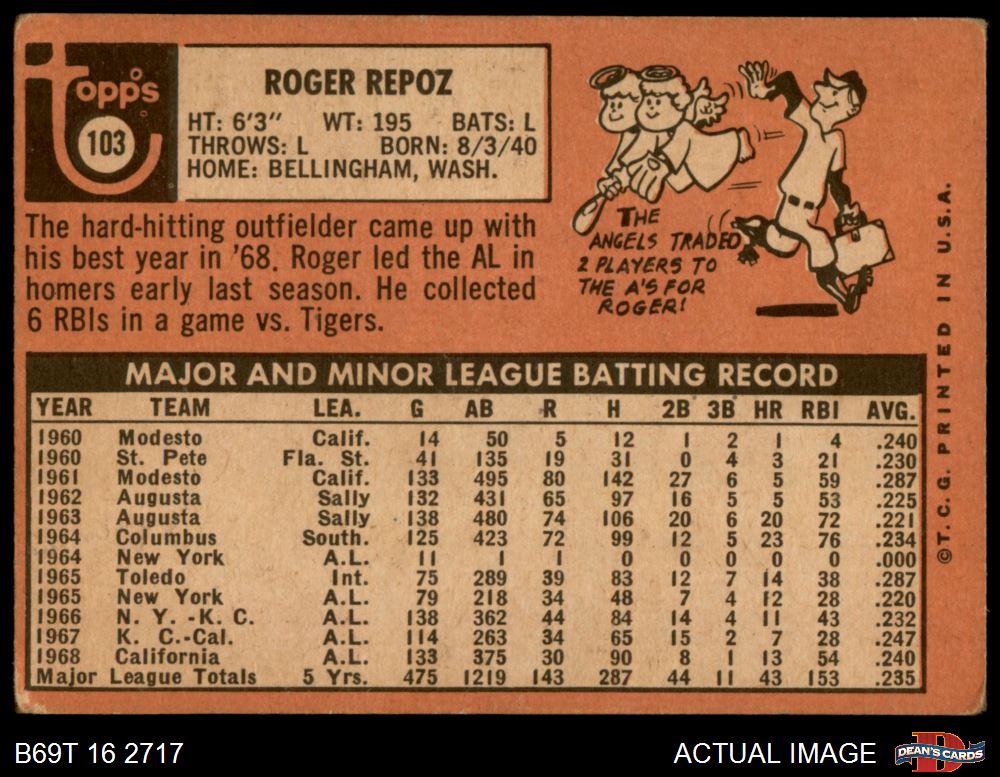 topps
103
ROGER REPOZ
HT: 6'3" WT: 195 BATS: L
THROWS: L BORN: 8/3/40
HOME: BELLINGHAM, WASH.
The hard-hitting outfielder came up with
his best year in '68. Roger led the AL in
homers early last season. He collected
6 RBIs in a game vs. Tigers.
THE
ANGELS TRADED
2 PLAYERS TO
THE A'S FOR
ROGER!
©T. C. G. PRINTED IN U.S.A.
MAJOR AND MINOR LEAGUE BATTING RECORD
YEAR TEAM LEA. G AB R H 2B 3B HR RBI AVG.
1960 Modesto Calif. 14 50 5 12 1 2 1 4 .240
1960 St. Pete Fla. St. 41 135 19 31 0 4 3 21 .230
1961 Modesto Calif. 133 495 80 142 27 6 5 59 .287
1962 Augusta Sally 132 431 65 97 16 5 5 53 .225
1963 Augusta Sally 138 480 74 106 20 6 20 72 .221
1964 Columbus South. 125 423 72 99 12 5 23 76 .234
1964 New York A.L. 11 1 1 0 0 0 0 0 .000
1965 Toledo Int. 75 289 39 83 12 7 14 38 .287
1965 New York A.L. 79 218 34 48 7 4 12 28 .220
1966 N. Y. -K. C. A.L. 138 362 44 84 14 4 11 43 .232
1967 K. C.-Cal. A.L. 114 263 34 65 15 2 7 28 .247
1968 California A.L. 133 375 30 90 8 1 13 54 .240
Major League Totals 5 Yrs. 475 1219 143 287 44 11 43 153 .235
B69T 16 2717
ACTUAL IMAGE
D
DEAN'S CARDS